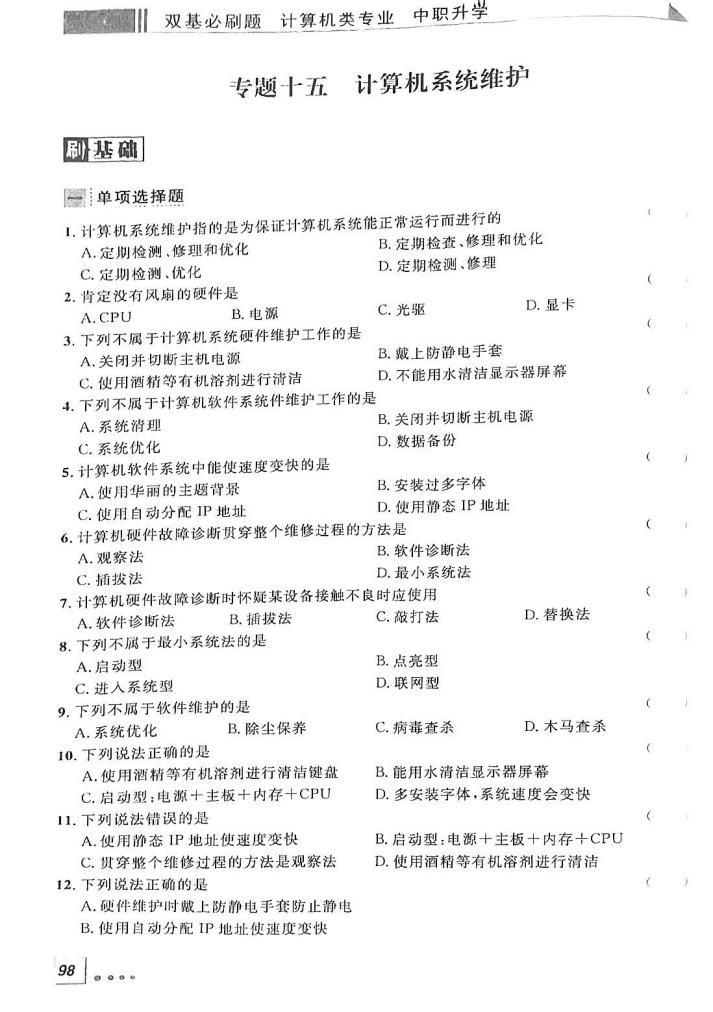 双基必刷题 计算机类专业 中职升学
专题十五 计算机系统维护
刷基础
一 单项选择题
1. 计算机系统维护指的是为保证计算机系统能正常运行而进行的 ( )
A. 定期检测、修理和优化 B. 定期检查、修理和优化
C. 定期检测、优化 D. 定期检测、修理
2. 肯定没有风扇的硬件是 ( )
A. CPU B. 电源 C. 光驱 D. 显卡
3. 下列不属于计算机系统硬件维护工作的是 ( )
A. 关闭并切断主机电源 B. 戴上防静电手套
C. 使用酒精等有机溶剂进行清洁 D. 不能用水清洁显示器屏幕
4. 下列不属于计算机软件系统件维护工作的是 ( )
A. 系统清理 B. 关闭并切断主机电源
C. 系统优化 D. 数据备份
5. 计算机软件系统中能使速度变快的是 ( )
A. 使用华丽的主题背景 B. 安装过多字体
C. 使用自动分配 IP 地址 D. 使用静态 IP 地址
6. 计算机硬件故障诊断贯穿整个维修过程的方法是 ( )
A. 观察法 B. 软件诊断法
C. 插拔法 D. 最小系统法
7. 计算机硬件故障诊断时怀疑某设备接触不良时应使用 ( )
A. 软件诊断法 B. 插拔法 C. 敲打法 D. 替换法
8. 下列不属于最小系统法的是 ( )
A. 启动型 B. 点亮型
C. 进入系统型 D. 联网型
9. 下列不属于软件维护的是 ( )
A. 系统优化 B. 除尘保养 C. 病毒查杀 D. 木马查杀
10. 下列说法正确的是 ( )
A. 使用酒精等有机溶剂进行清洁键盘 B. 能用水清洁显示器屏幕
C. 启动型:电源＋主板＋内存＋CPU D. 多安装字体,系统速度会变快
11. 下列说法错误的是 ( )
A. 使用静态 IP 地址使速度变快 B. 启动型:电源＋主板＋内存＋CPU
C. 贯穿整个维修过程的方法是观察法 D. 使用酒精等有机溶剂进行清洁
12. 下列说法正确的是 ( )
A. 硬件维护时戴上防静电手套防止静电
B. 使用自动分配 IP 地址使速度变快
98